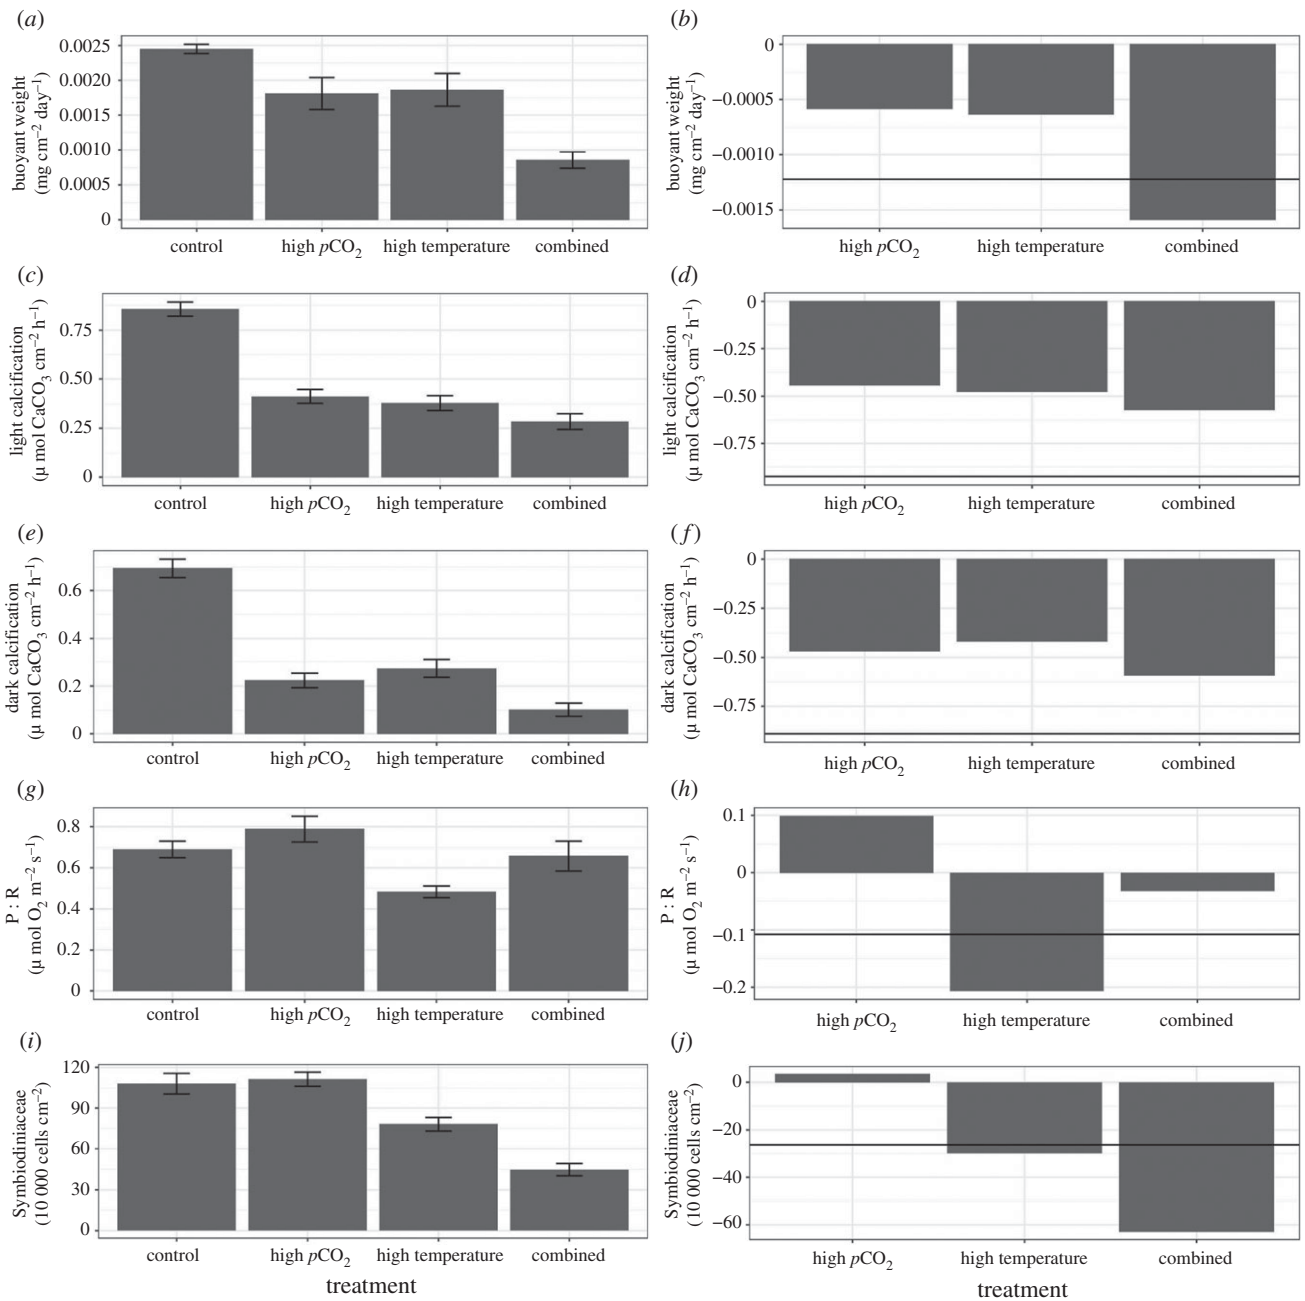 (a)
buoyant weight
(mg cm⁻² day⁻¹)
0.0025
0.0020
0.0015
0.0010
0.0005
0
control
high pCO₂
high temperature
combined
(b)
buoyant weight
(mg cm⁻² day⁻¹)
0
−0.0005
−0.0010
−0.0015
high pCO₂
high temperature
combined
(c)
light calcification
(µ mol CaCO₃ cm⁻² h⁻¹)
0.75
0.50
0.25
0
control
high pCO₂
high temperature
combined
(d)
light calcification
(µ mol CaCO₃ cm⁻² h⁻¹)
0
−0.25
−0.50
−0.75
high pCO₂
high temperature
combined
(e)
dark calcification
(µ mol CaCO₃ cm⁻² h⁻¹)
0.6
0.4
0.2
0
control
high pCO₂
high temperature
combined
(f)
dark calcification
(µ mol CaCO₃ cm⁻² h⁻¹)
0
−0.25
−0.50
−0.75
high pCO₂
high temperature
combined
(g)
P : R
(µ mol O₂ m⁻² s⁻¹)
0.8
0.6
0.4
0.2
0
control
high pCO₂
high temperature
combined
(h)
P : R
(µ mol O₂ m⁻² s⁻¹)
0.1
0
−0.1
−0.2
high pCO₂
high temperature
combined
(i)
Symbiodiniaceae
(10 000 cells cm⁻²)
120
90
60
30
0
control
high pCO₂
high temperature
combined
treatment
(j)
Symbiodiniaceae
(10 000 cells cm⁻²)
0
−20
−40
−60
high pCO₂
high temperature
combined
treatment